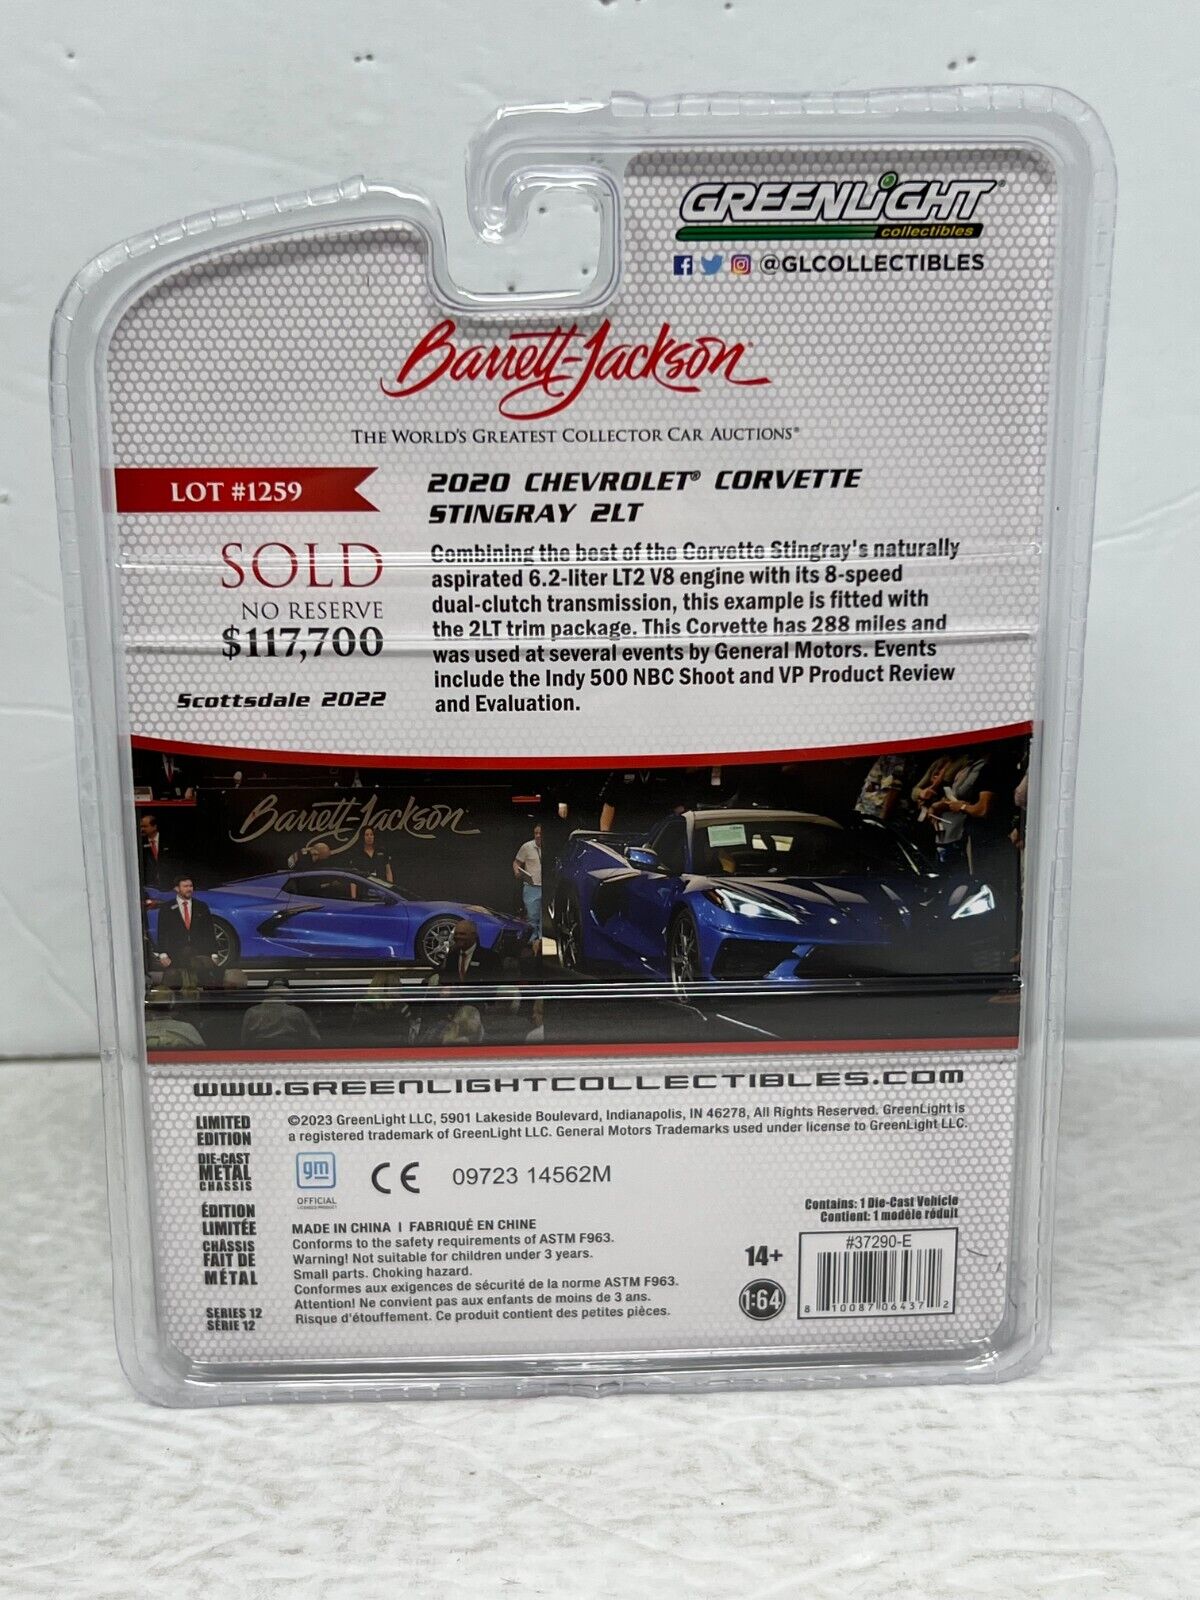 GREENLIGHT®
collectibles
@GLCOLLECTIBLES
Barrett-Jackson
THE WORLD'S GREATEST COLLECTOR CAR AUCTIONS®
LOT #1259
SOLD
NO RESERVE
$117,700
Scottsdale 2022
2020 CHEVROLET® CORVETTE
STINGRAY 2LT
Combining the best of the Corvette Stingray's naturally
aspirated 6.2-liter LT2 V8 engine with its 8-speed
dual-clutch transmission, this example is fitted with
the 2LT trim package. This Corvette has 288 miles and
was used at several events by General Motors. Events
include the Indy 500 NBC Shoot and VP Product Review
and Evaluation.
Barrett-Jackson
www.GREENLIGHTCOLLECTIBLES.com
LIMITED
EDITION
DIE-CAST
METAL
CHASSIS
ÉDITION
LIMITÉE
CHÂSSIS
FAIT DE
MÉTAL
SERIES 12
SÉRIE 12
©2023 GreenLight LLC, 5901 Lakeside Boulevard, Indianapolis, IN 46278, All Rights Reserved. GreenLight is
a registered trademark of GreenLight LLC. General Motors Trademarks used under license to GreenLight LLC.
gm
OFFICIAL
LICENSED PRODUCT
CE
09723 14562M
MADE IN CHINA | FABRIQUÉ EN CHINE
Conforms to the safety requirements of ASTM F963.
Warning! Not suitable for children under 3 years.
Small parts. Choking hazard.
Conformes aux exigences de sécurité de la norme ASTM F963.
Attention! Ne convient pas aux enfants de moins de 3 ans.
Risque d'étouffement. Ce produit contient des petites pièces.
Contains: 1 Die-Cast Vehicle
Contient: 1 modèle réduit
14+
1:64
#37290-E
8 10087 06437 2